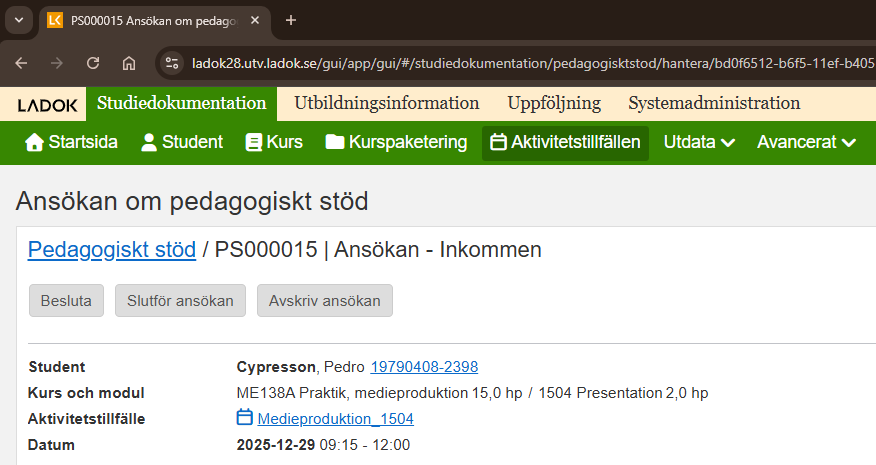 PS000015 Ansökan om pedago
ladok28.utv.ladok.se/gui/app/gui/#/studiedokumentation/pedagogisktstod/hantera/bd0f6512-b6f5-11ef-b405
LADOK Studiedokumentation Utbildningsinformation Uppföljning Systemadministration
Startsida Student Kurs Kurspaketering Aktivitetstillfällen Utdata Avancerat
Ansökan om pedagogiskt stöd
Pedagogiskt stöd / PS000015 | Ansökan - Inkommen
Besluta Slutför ansökan Avskriv ansökan
Student Cypresson, Pedro 19790408-2398
Kurs och modul ME138A Praktik, medieproduktion 15,0 hp / 1504 Presentation 2,0 hp
Aktivitetstillfälle Medieproduktion_1504
Datum 2025-12-29 09:15 - 12:00